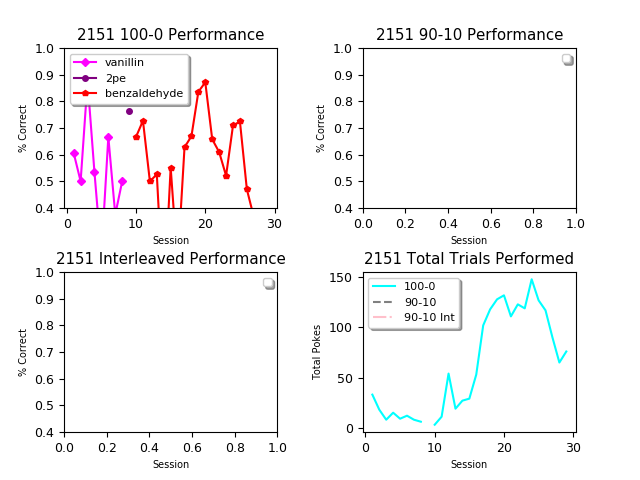 2151 100-0 Performance
1.0
0.9
0.8
0.7
0.6
0.5
0.4
% Correct
vanillin
2pe
benzaldehyde
0
10
20
30
Session
2151 90-10 Performance
1.0
0.9
0.8
0.7
0.6
0.5
0.4
% Correct
0.0
0.2
0.4
0.6
0.8
1.0
Session
2151 Interleaved Performance
1.0
0.9
0.8
0.7
0.6
0.5
0.4
% Correct
0.0
0.2
0.4
0.6
0.8
1.0
Session
2151 Total Trials Performed
150
100
50
0
Total Pokes
100-0
90-10
90-10 Int
0
10
20
30
Session